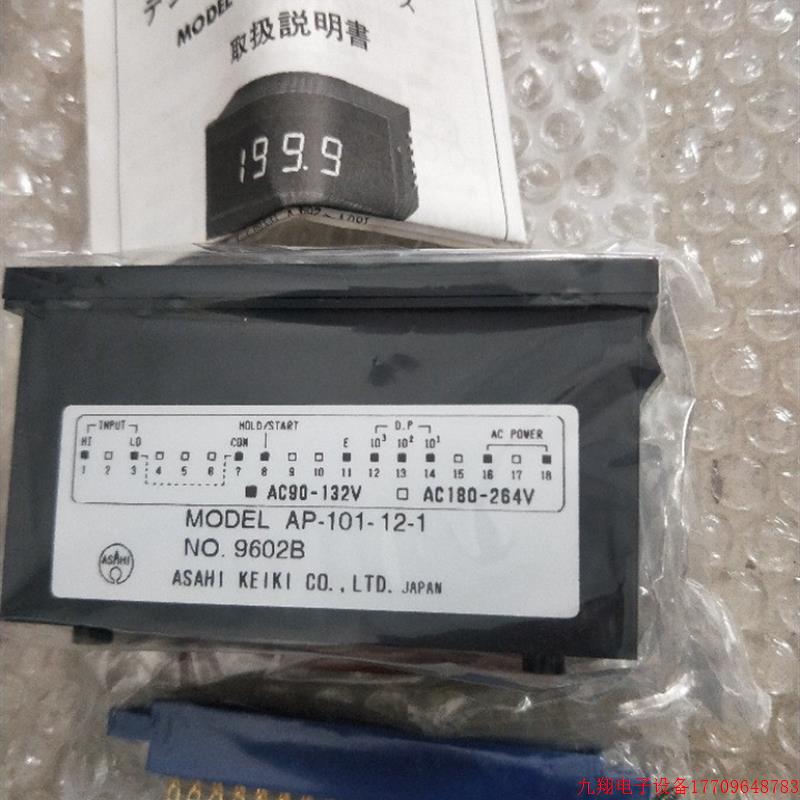 MODEL
取扱説明書
199.9
INPUT HOLD/START D.P AC POWER
HI LO COM E 10³ 10² 10¹
1 2 3 4 5 6 7 8 9 10 11 12 13 14 15 16 17 18
■ AC90-132V □ AC180-264V
MODEL AP-101-12-1
NO. 9602B
ASAHI
ASAHI KEIKI CO., LTD. JAPAN
九翔电子设备17709648783